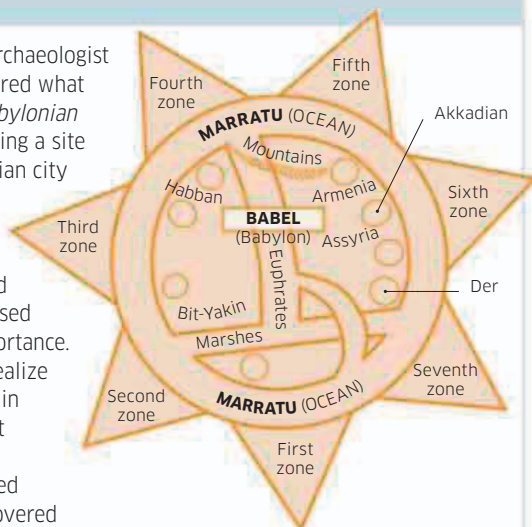 rchaeologist
red what
bylonian
ing a site
ian city
d
sed
ortance.
ealize
in
t
ed
overed
Fourth
zone
Fifth
zone
MARRATU (OCEAN)
Mountains
Akkadian
Habban
Armenia
Sixth
zone
BABEL
(Babylon)
Assyria
Third
zone
Euphrates
Der
Bit-Yakin
Marshes
Second
zone
MARRATU (OCEAN)
Seventh
zone
First
zone